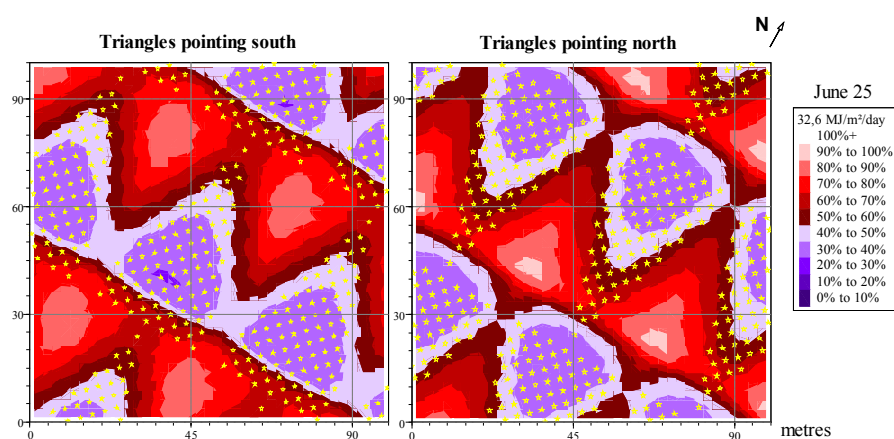 N
Triangles pointing south
Triangles pointing north
June 25
32,6 MJ/m²/day
100%+
90% to 100%
80% to 90%
70% to 80%
60% to 70%
50% to 60%
40% to 50%
30% to 40%
20% to 30%
10% to 20%
0% to 10%
90
60
30
0
0
45
90
90
60
30
0
0
45
90
metres